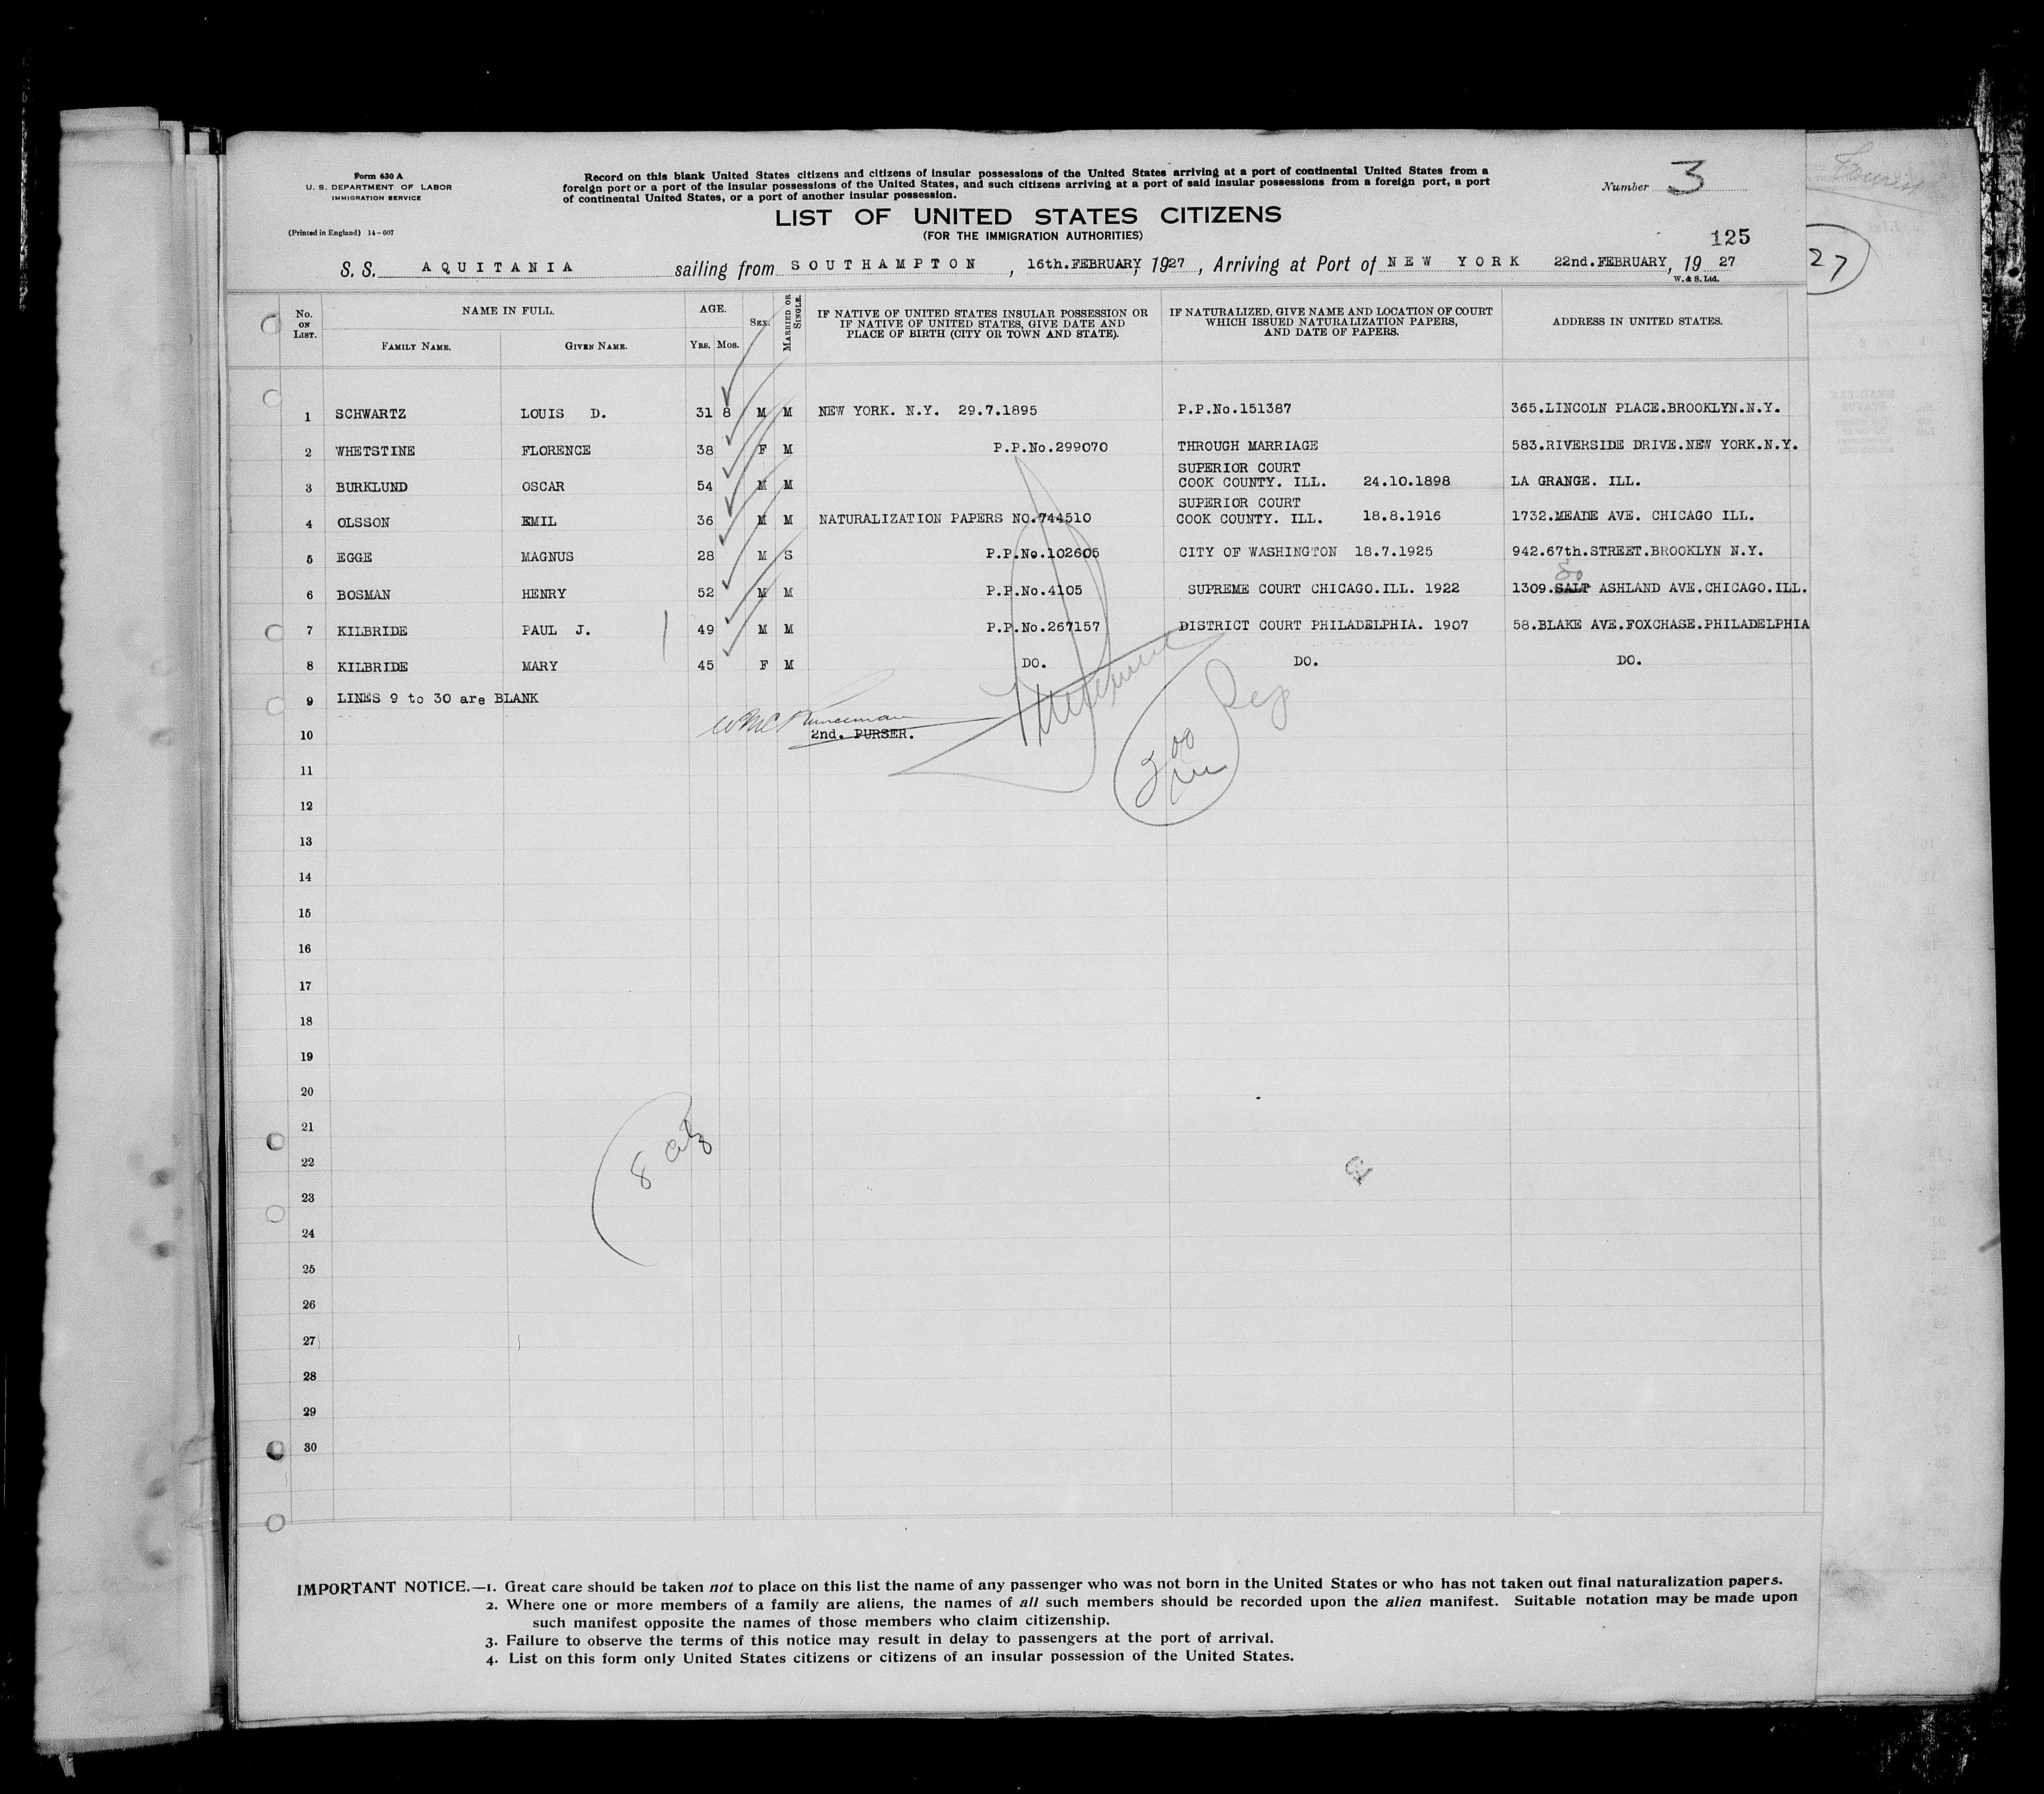 Form 630 A
U. S. DEPARTMENT OF LABOR
IMMIGRATION SERVICE
(Printed in England) 14-607
Record on this blank United States citizens and citizens of insular possessions of the United States arriving at a port of continental United States from a
foreign port or a port of the insular possessions of the United States, and such citizens arriving at a port of said insular possessions from a foreign port, a port
of continental United States, or a port of another insular possession.
Number 3
LIST OF UNITED STATES CITIZENS
(FOR THE IMMIGRATION AUTHORITIES)
125
S. S. AQUITANIA sailing from SOUTHAMPTON, 16th.FEBRUARY, 1927, Arriving at Port of NEW YORK 22nd.FEBRUARY, 19 27
W. & S. Ltd.
27
No. ON LIST. NAME IN FULL. AGE. SEX. MARRIED OR SINGLE. IF NATIVE OF UNITED STATES INSULAR POSSESSION OR IF NATIVE OF UNITED STATES, GIVE DATE AND PLACE OF BIRTH (CITY OR TOWN AND STATE). IF NATURALIZED, GIVE NAME AND LOCATION OF COURT WHICH ISSUED NATURALIZATION PAPERS, AND DATE OF PAPERS. ADDRESS IN UNITED STATES.
FAMILY NAME. GIVEN NAME. YRS. MOS.
1 SCHWARTZ LOUIS D. 31 8 M M NEW YORK. N.Y. 29.7.1895 P.P.No.151387 365.LINCOLN PLACE.BROOKLYN.N.Y.
2 WHETSTINE FLORENCE 38 F M P.P.No.299070 THROUGH MARRIAGE 583.RIVERSIDE DRIVE.NEW YORK.N.Y.
3 BURKLUND OSCAR 54 M M SUPERIOR COURT COOK COUNTY. ILL. 24.10.1898 LA GRANGE. ILL.
4 OLSSON EMIL 36 M M NATURALIZATION PAPERS NO.744510 SUPERIOR COURT COOK COUNTY. ILL. 18.8.1916 1732.MEADE AVE. CHICAGO ILL.
5 EGGE MAGNUS 28 M S P.P.No.102605 CITY OF WASHINGTON 18.7.1925 942.67th.STREET.BROOKLYN N.Y.
6 BOSMAN HENRY 52 M M P.P.No.4105 SUPREME COURT CHICAGO.ILL. 1922 1309.SALT So ASHLAND AVE.CHICAGO.ILL.
7 KILBRIDE PAUL J. 49 M M P.P.No.267157 DISTRICT COURT PHILADELPHIA. 1907 58.BLAKE AVE.FOXCHASE.PHILADELPHIA
8 KILBRIDE MARY 45 F M DO. DO. DO.
9 LINES 9 to 30 are BLANK
10 2nd. PURSER.
11
12
13
14
15
16
17
18
19
20
21
22
23
24
25
26
27
28
29
30
IMPORTANT NOTICE.—1. Great care should be taken not to place on this list the name of any passenger who was not born in the United States or who has not taken out final naturalization papers.
2. Where one or more members of a family are aliens, the names of all such members should be recorded upon the alien manifest. Suitable notation may be made upon
such manifest opposite the names of those members who claim citizenship.
3. Failure to observe the terms of this notice may result in delay to passengers at the port of arrival.
4. List on this form only United States citizens or citizens of an insular possession of the United States.